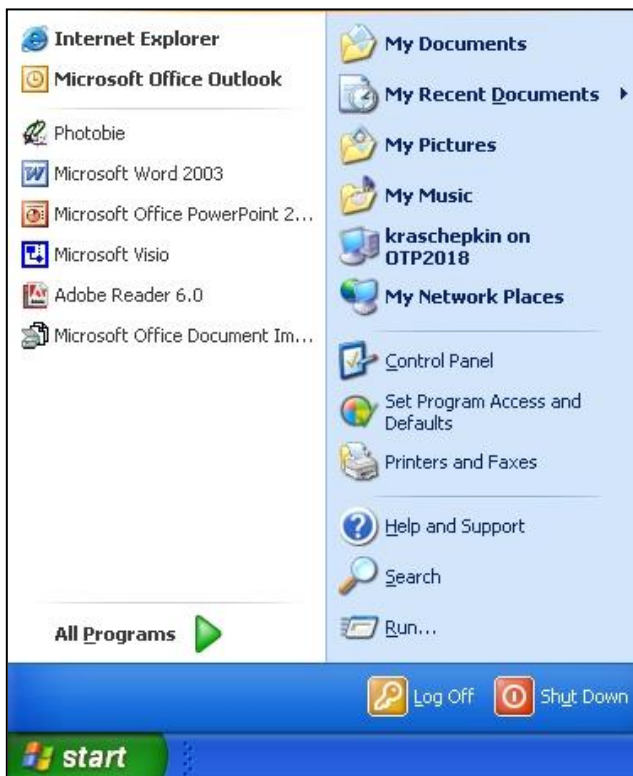 Internet Explorer
Microsoft Office Outlook
Photobie
Microsoft Word 2003
Microsoft Office PowerPoint 2...
Microsoft Visio
Adobe Reader 6.0
Microsoft Office Document Im...
All Programs
My Documents
My Recent Documents
My Pictures
My Music
kraschepkin on
OTP2018
My Network Places
Control Panel
Set Program Access and
Defaults
Printers and Faxes
Help and Support
Search
Run...
Log Off
Shut Down
start